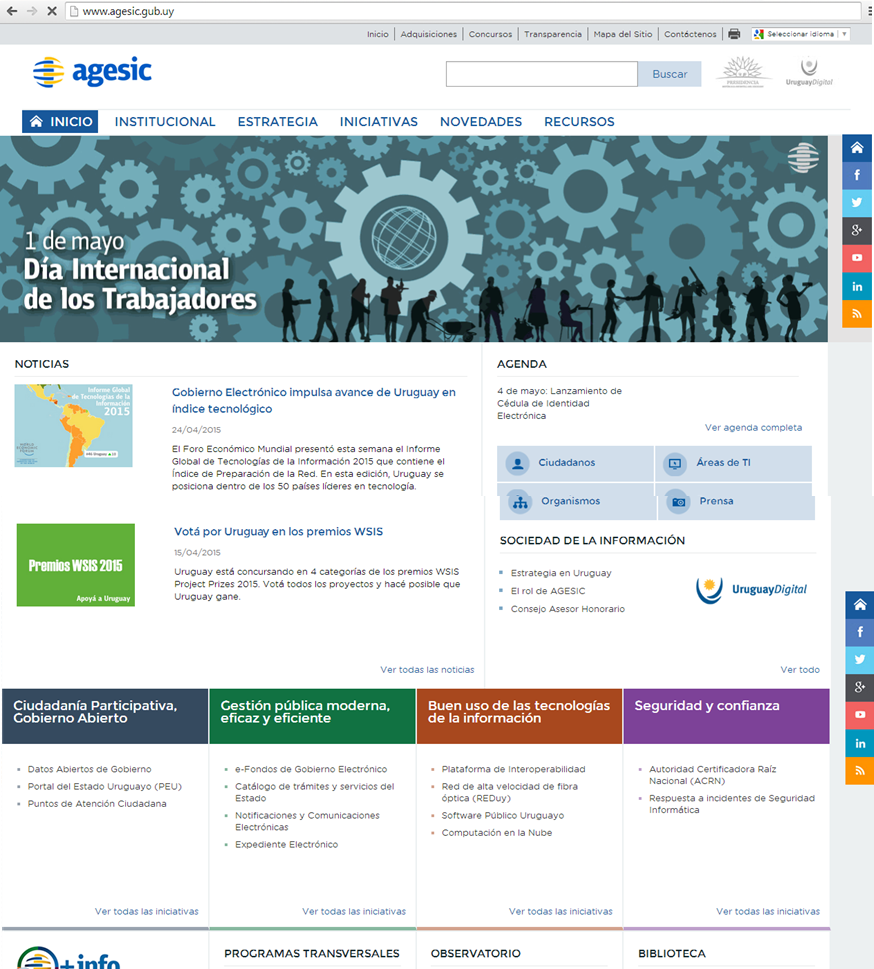 www.agesic.gub.uy
Inicio
Adquisiciones
Concursos
Transparencia
Mapa del Sitio
Contáctenos
Seleccionar idioma
agesic
Buscar
PRESIDENCIA
UruguayDigital
INICIO
INSTITUCIONAL
ESTRATEGIA
INICIATIVAS
NOVEDADES
RECURSOS
1 de mayo
Día Internacional
de los Trabajadores
NOTICIAS
Informe Global
de Tecnologías de la
Información
2015
Gobierno Electrónico impulsa avance de Uruguay en
índice tecnológico
24/04/2015
El Foro Económico Mundial presentó esta semana el Informe
Global de Tecnologías de la Información 2015 que contiene el
Índice de Preparación de la Red. En esta edición, Uruguay se
posiciona dentro de los 50 países líderes en tecnología.
Premios WSIS 2015
Apoyá a Uruguay
Votá por Uruguay en los premios WSIS
15/04/2015
Uruguay está concursando en 4 categorías de los premios WSIS
Project Prizes 2015. Votá todos los proyectos y hacé posible que
Uruguay gane.
Ver todas las noticias
AGENDA
4 de mayo: Lanzamiento de
Cédula de Identidad
Electrónica
Ver agenda completa
Ciudadanos
Áreas de TI
Organismos
Prensa
SOCIEDAD DE LA INFORMACIÓN
Estrategia en Uruguay
El rol de AGESIC
Consejo Asesor Honorario
UruguayDigital
Ver todo
Ciudadanía Participativa,
Gobierno Abierto
Datos Abiertos de Gobierno
Portal del Estado Uruguayo (PEU)
Puntos de Atención Ciudadana
Ver todas las iniciativas
Gestión pública moderna,
eficaz y eficiente
e-Fondos de Gobierno Electrónico
Catálogo de trámites y servicios del
Estado
Notificaciones y Comunicaciones
Electrónicas
Expediente Electrónico
Ver todas las iniciativas
Buen uso de las tecnologías
de la información
Plataforma de Interoperabilidad
Red de alta velocidad de fibra
óptica (REDuy)
Software Público Uruguayo
Computación en la Nube
Ver todas las iniciativas
Seguridad y confianza
Autoridad Certificadora Raíz
Nacional (ACRN)
Respuesta a incidentes de Seguridad
Informática
Ver todas las iniciativas
+info
PROGRAMAS TRANSVERSALES
OBSERVATORIO
BIBLIOTECA